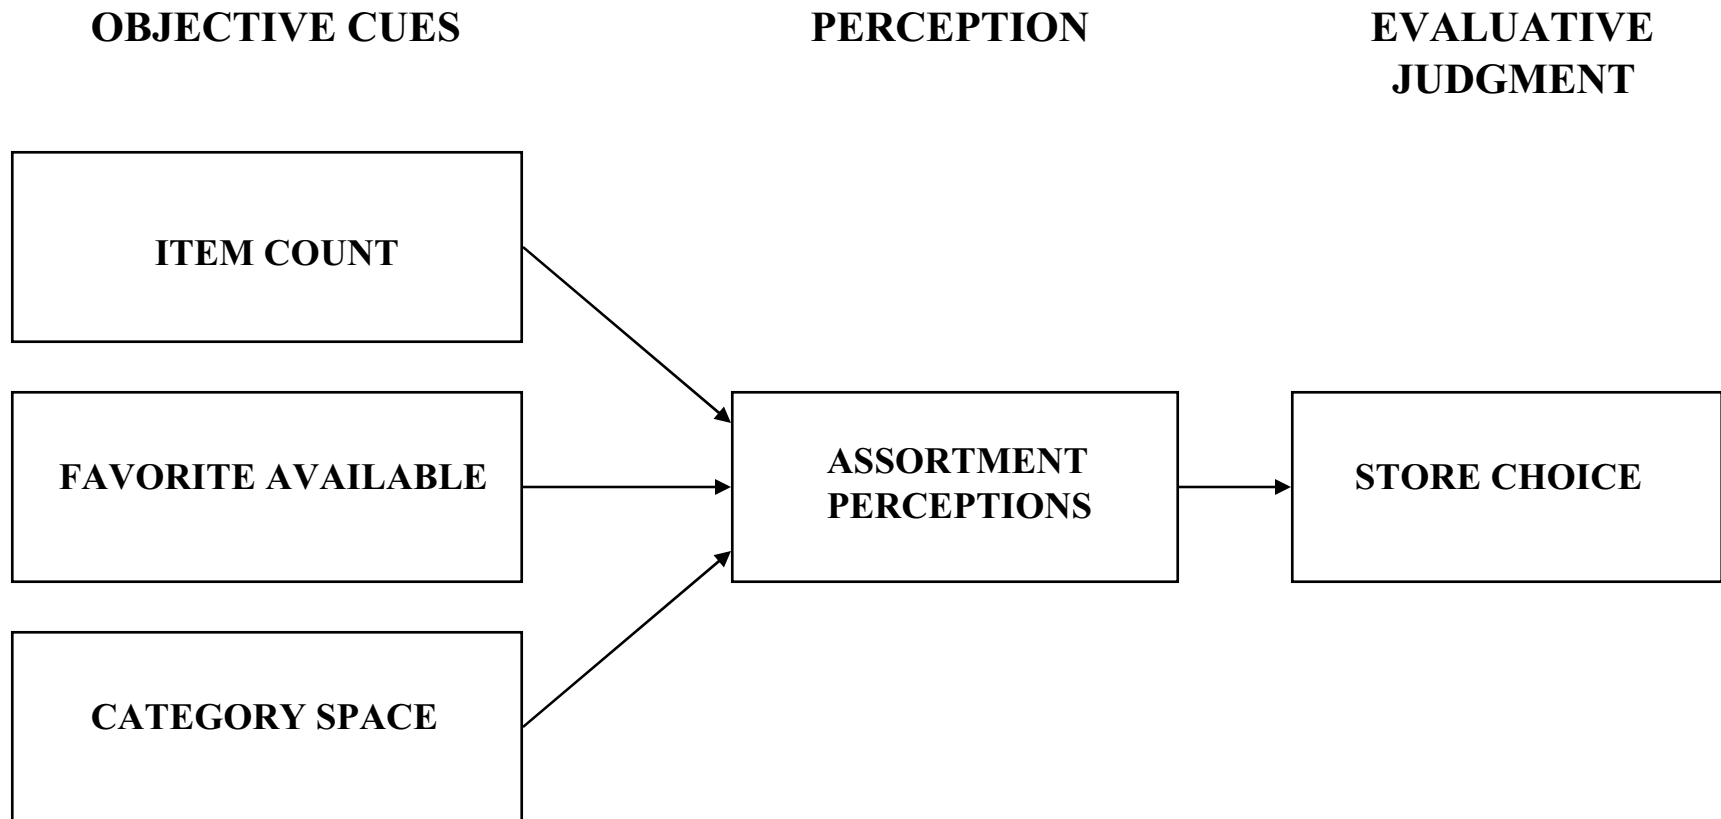 OBJECTIVE CUES
PERCEPTION
EVALUATIVE
JUDGMENT
ITEM COUNT
FAVORITE AVAILABLE
ASSORTMENT
PERCEPTIONS
STORE CHOICE
CATEGORY SPACE